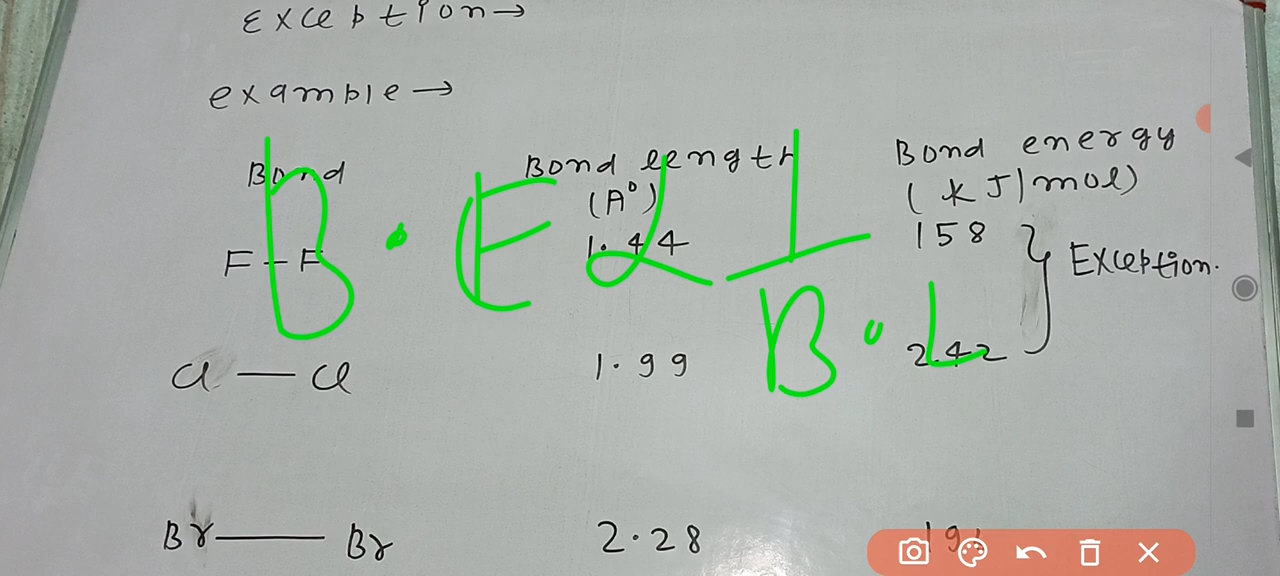 Exception→
example→
Bond Bond length Bond energy
(A°) (KJ/mol)
F-F 1.44 158
Exception.
Cl—Cl 1.99 242
Br—Br 2.28
B.E ∝ 1
B.L